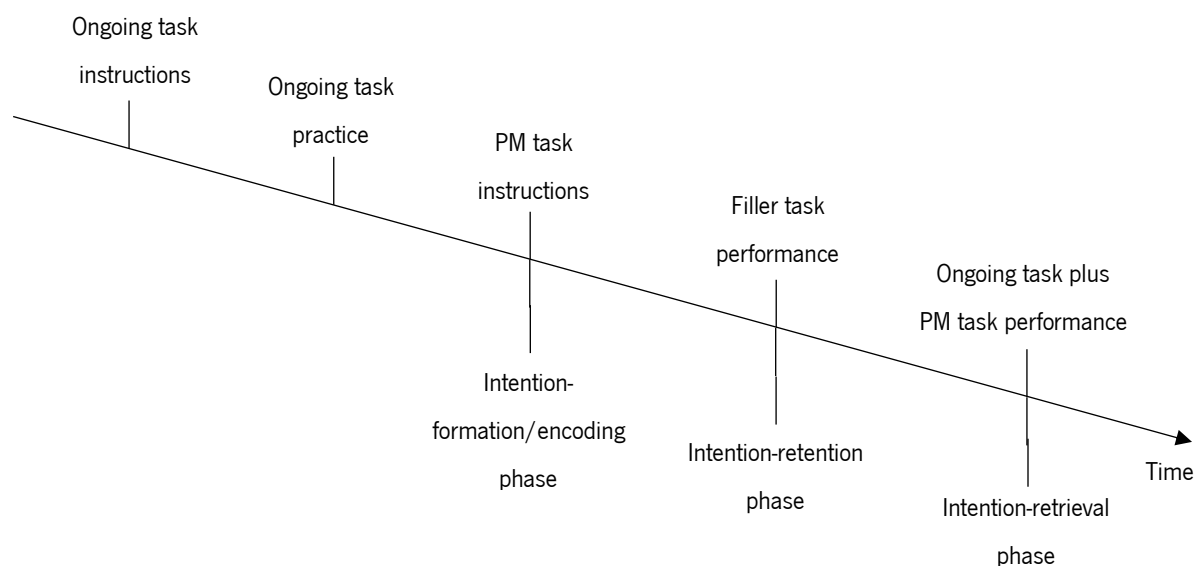 Ongoing task
instructions
Ongoing task
practice
PM task
instructions
Filler task
performance
Ongoing task plus
PM task performance
Intention-
formation/encoding
phase
Intention-retention
phase
Intention-retrieval
phase
Time